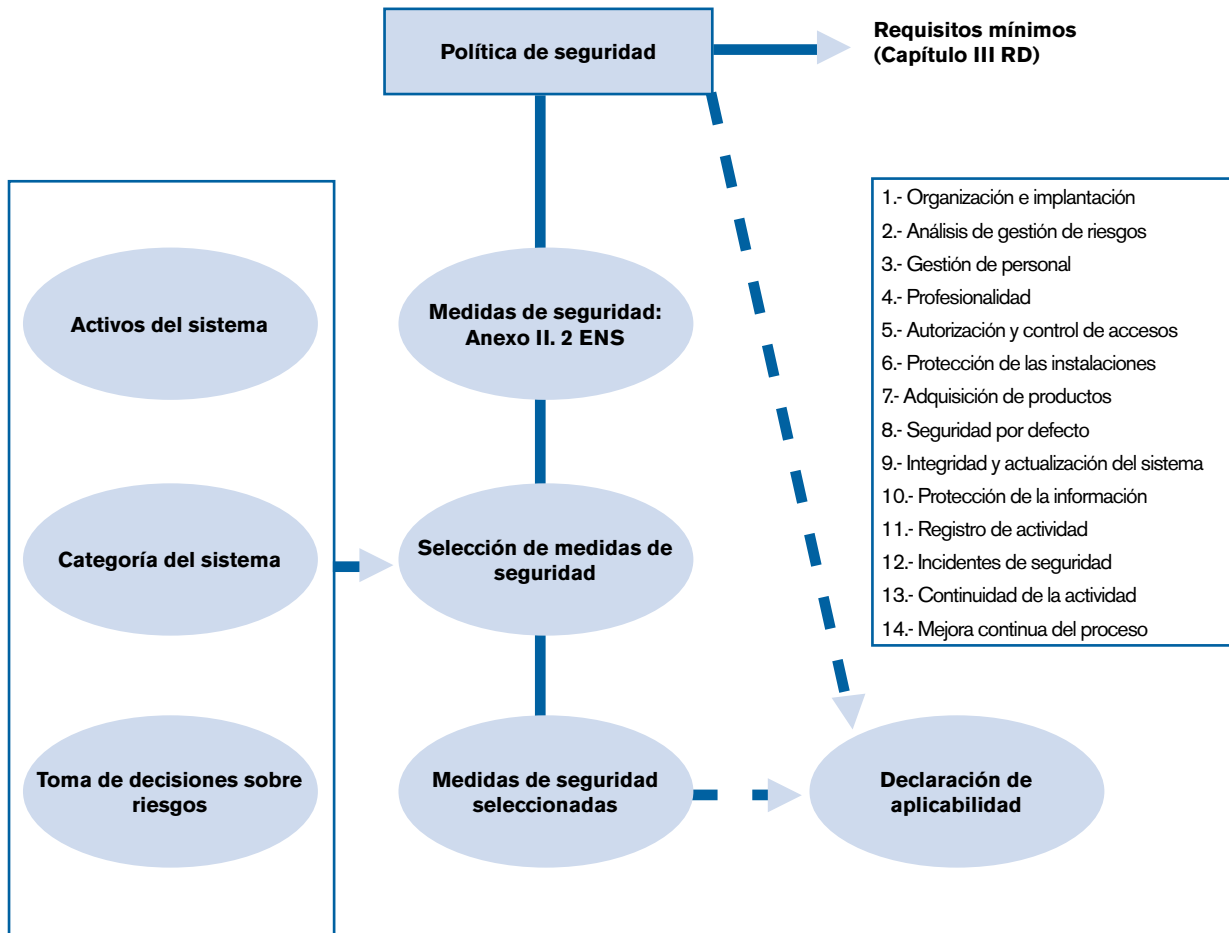 Política de seguridad
Requisitos mínimos
(Capítulo III RD)
Activos del sistema
Categoría del sistema
Toma de decisiones sobre
riesgos
Medidas de seguridad:
Anexo II. 2 ENS
Selección de medidas de
seguridad
Medidas de seguridad
seleccionadas
Declaración de
aplicabilidad
1.- Organización e implantación
2.- Análisis de gestión de riesgos
3.- Gestión de personal
4.- Profesionalidad
5.- Autorización y control de accesos
6.- Protección de las instalaciones
7.- Adquisición de productos
8.- Seguridad por defecto
9.- Integridad y actualización del sistema
10.- Protección de la información
11.- Registro de actividad
12.- Incidentes de seguridad
13.- Continuidad de la actividad
14.- Mejora continua del proceso